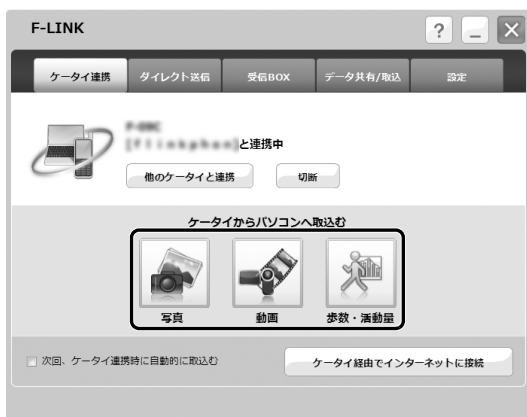 F-LINK
? _ X
ケータイ連携 ダイレクト送信 受信BOX データ共有/取込 設定
と連携中
他のケータイと連携 切断
ケータイからパソコンへ取込む
写真 動画 歩数・活動量
次回、ケータイ連携時に自動的に取込む ケータイ経由でインターネットに接続